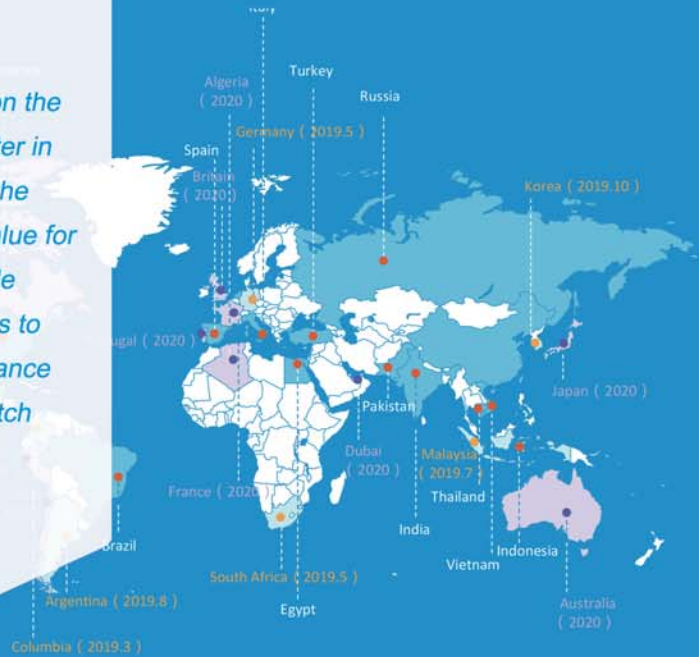 Italy
Turkey
Algeria
( 2020 )
Russia
Germany ( 2019.5 )
Spain
Britain
( 2020 )
Korea ( 2019.10 )
on the
ter in
he
alue for
le
s to
ance
tch
ugal ( 2020 )
Japan ( 2020 )
Pakistan
Dubai
( 2020 )
Malaysia
( 2019.7 )
France ( 2020 )
Thailand
India
Brazil
Indonesia
Vietnam
South Africa ( 2019.5 )
Argentina ( 2019.8 )
Egypt
Australia
( 2020 )
Columbia ( 2019.3 )